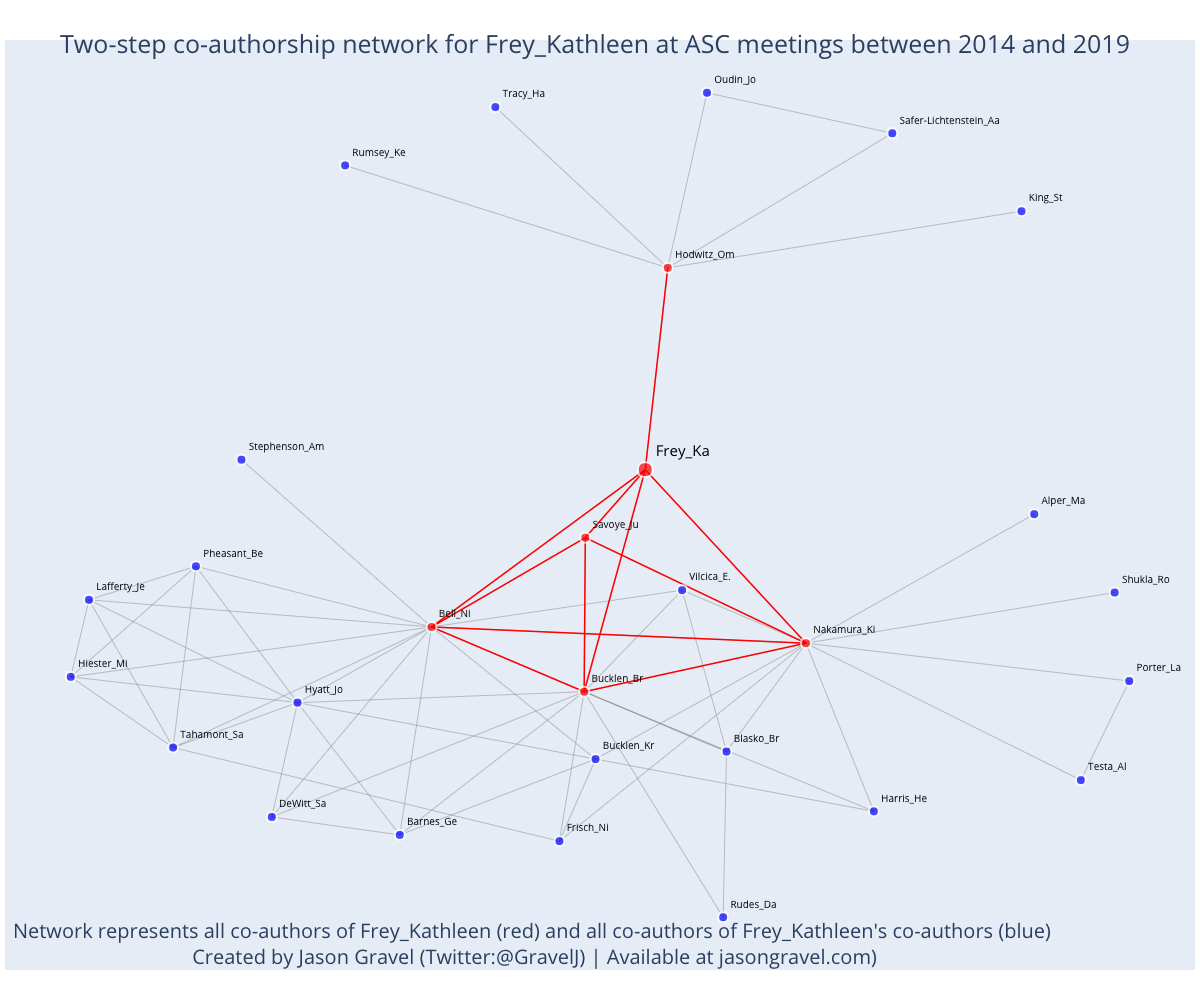 Two-step co-authorship network for Frey_Kathleen at ASC meetings between 2014 and 2019
Oudin_Jo
Tracy_Ha
Safer-Lichtenstein_Aa
Rumsey_Ke
King_St
Hodwitz_Om
Stephenson_Am
Frey_Ka
Alper_Ma
Savoye_Ju
Pheasant_Be
Vilcica_E.
Shukla_Ro
Lafferty_Je
Bell_Ni
Nakamura_Ki
Hiester_Mi
Porter_La
Bucklen_Br
Hyatt_Jo
Tahamont_Sa
Blasko_Br
Bucklen_Kr
Testa_Al
Harris_He
DeWitt_Sa
Barnes_Ge
Frisch_Ni
Rudes_Da
Network represents all co-authors of Frey_Kathleen (red) and all co-authors of Frey_Kathleen's co-authors (blue)
Created by Jason Gravel (Twitter:@GravelJ) | Available at jasongravel.com)